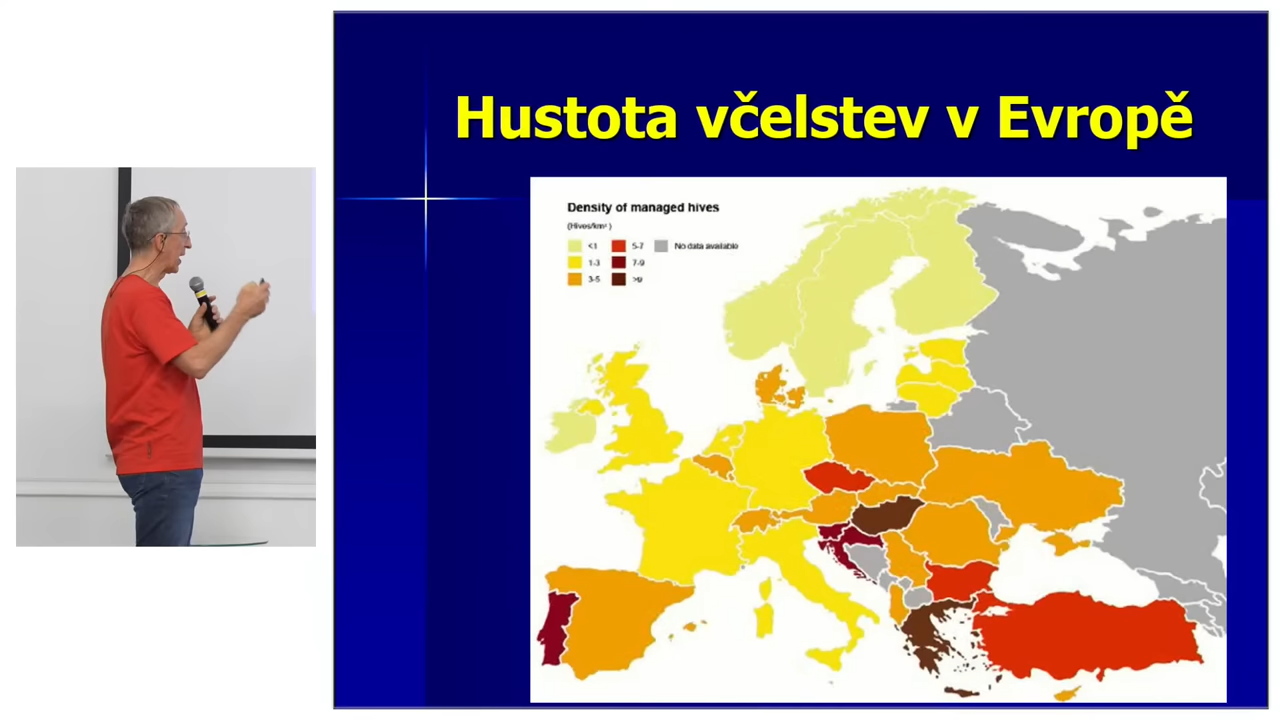 Hustota včelstev v Evropě
Density of managed hives
(Hives/km²)
<1
1-3
3-5
5-7
7-9
>9
No data available